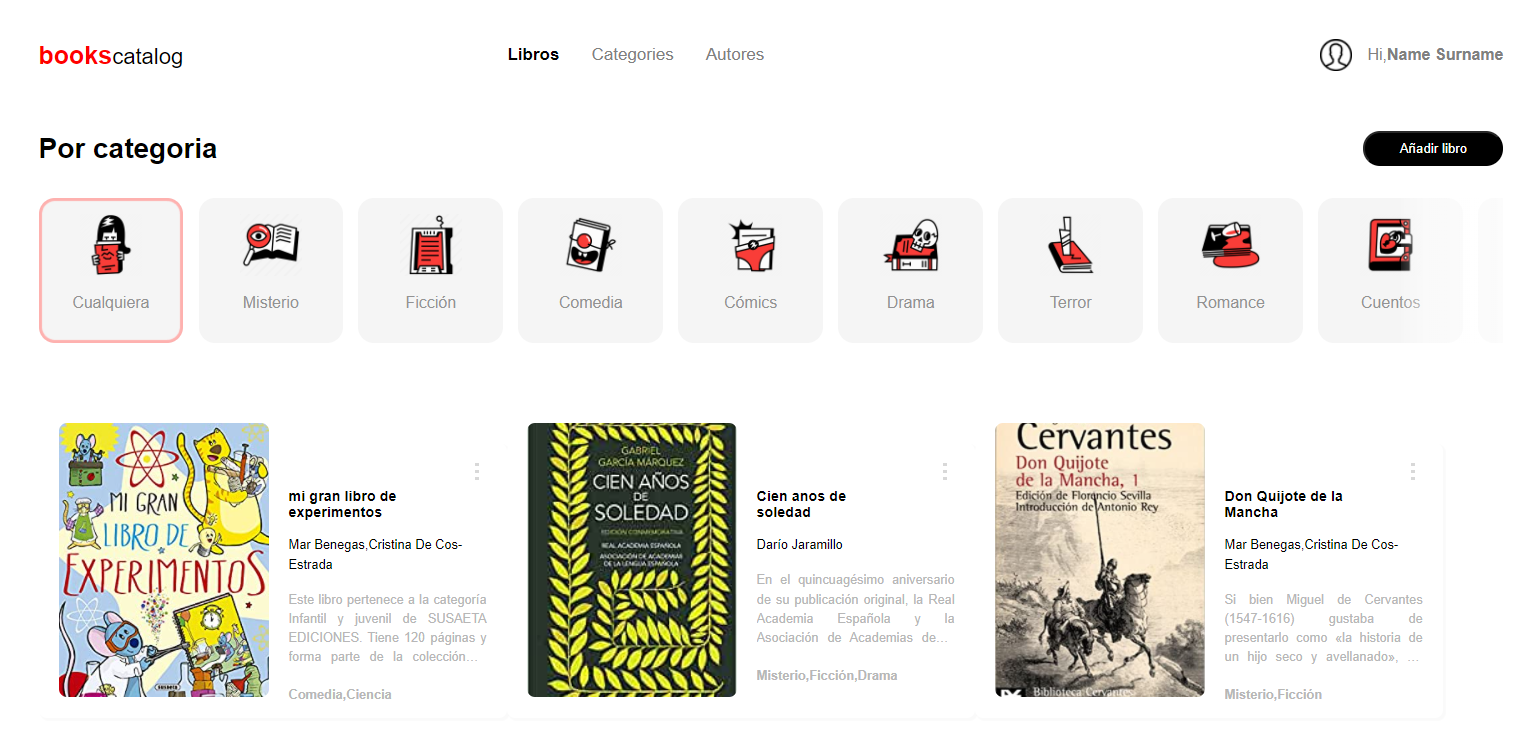 bookscatalog
Libros
Categories
Autores
Hi,Name Surname
Por categoria
Añadir libro
Cualquiera
Misterio
Ficción
Comedia
Cómics
Drama
Terror
Romance
Cuentos
MI GRAN
LIBRO DE
EXPERIMENTOS
SUSAETA
mi gran libro de
experimentos
Mar Benegas,Cristina De Cos-
Estrada
Este libro pertenece a la categoría
Infantil y juvenil de SUSAETA
EDICIONES. Tiene 120 páginas y
forma parte de la colección...
Comedia,Ciencia
GABRIEL
GARCÍA MÁRQUEZ
CIEN AÑOS
DE
SOLEDAD
EDICIÓN CONMEMORATIVA
REAL ACADEMIA ESPAÑOLA
ASOCIACIÓN DE ACADEMIAS
DE LA LENGUA ESPAÑOLA
Cien anos de
soledad
Darío Jaramillo
En el quincuagésimo aniversario
de su publicación original, la Real
Academia Española y la
Asociación de Academias de...
Misterio,Ficción,Drama
Cervantes
Don Quijote
de la Mancha, 1
Edición de Florencio Sevilla
Introducción de Antonio Rey
Biblioteca Cervantes
Don Quijote de la
Mancha
Mar Benegas,Cristina De Cos-
Estrada
Si bien Miguel de Cervantes
(1547-1616) gustaba de
presentarlo como «la historia de
un hijo seco y avellanado», ...
Misterio,Ficción